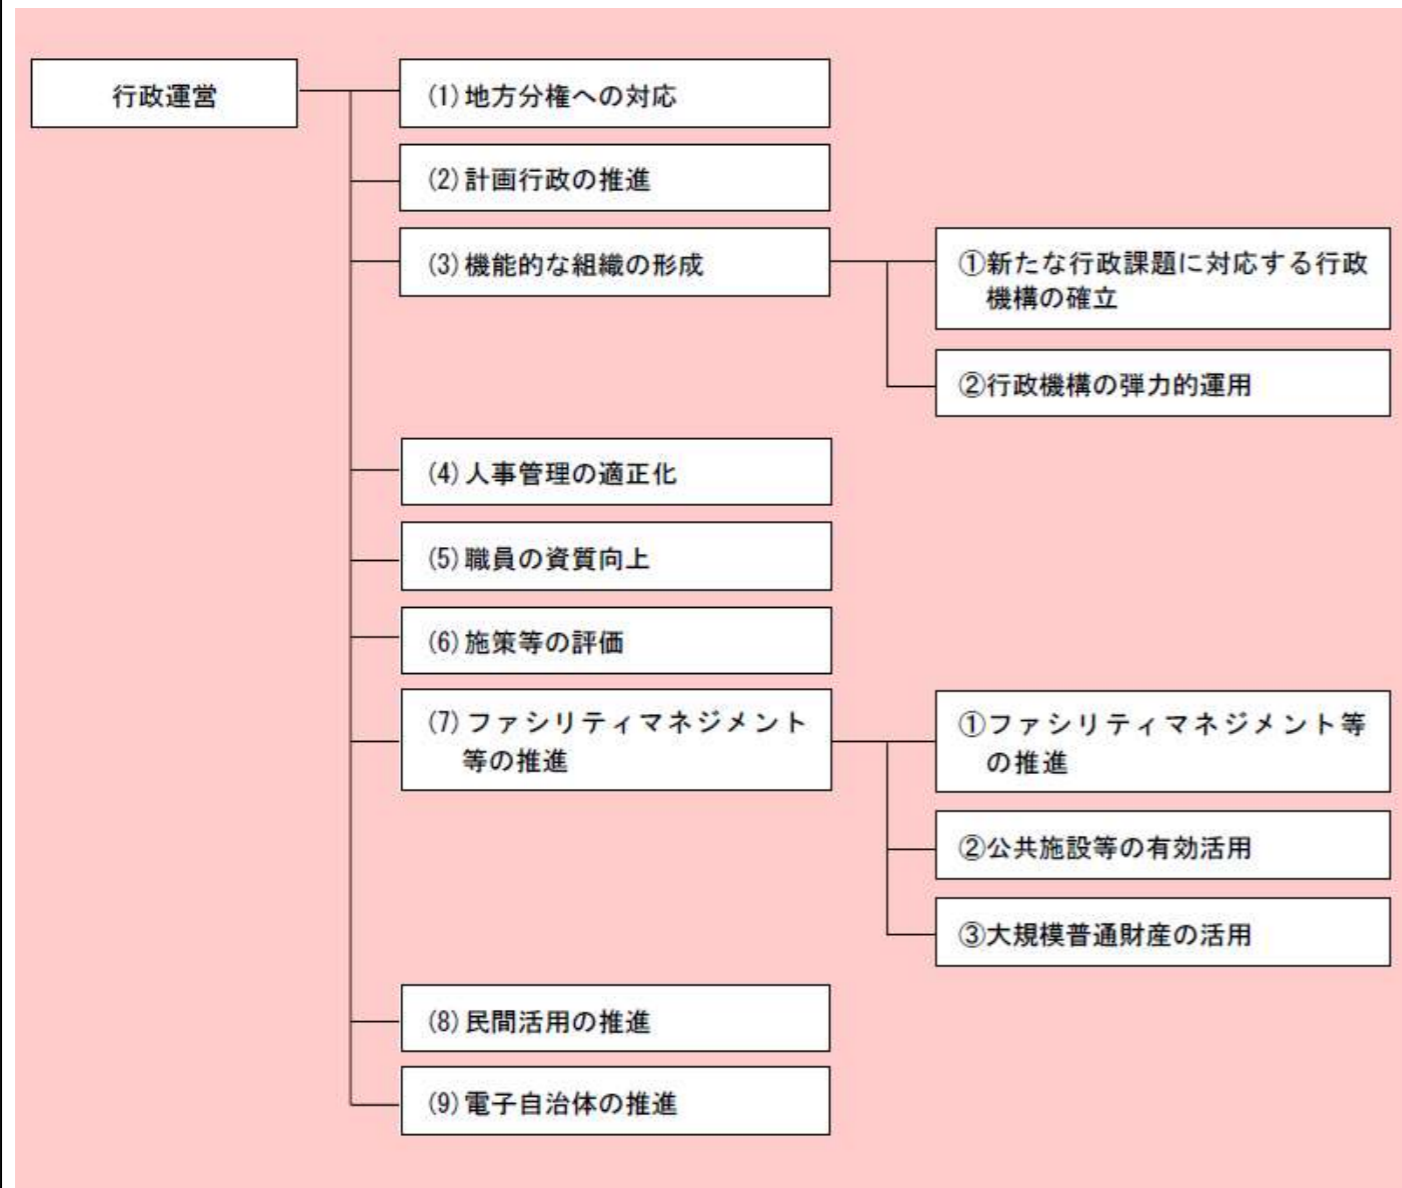 行政運営
(1)地方分権への対応
(2)計画行政の推進
(3)機能的な組織の形成
①新たな行政課題に対応する行政
機構の確立
②行政機構の弾力的運用
(4)人事管理の適正化
(5)職員の資質向上
(6)施策等の評価
(7)ファシリティマネジメント
等の推進
①ファシリティマネジメント等
の推進
②公共施設等の有効活用
③大規模普通財産の活用
(8)民間活用の推進
(9)電子自治体の推進